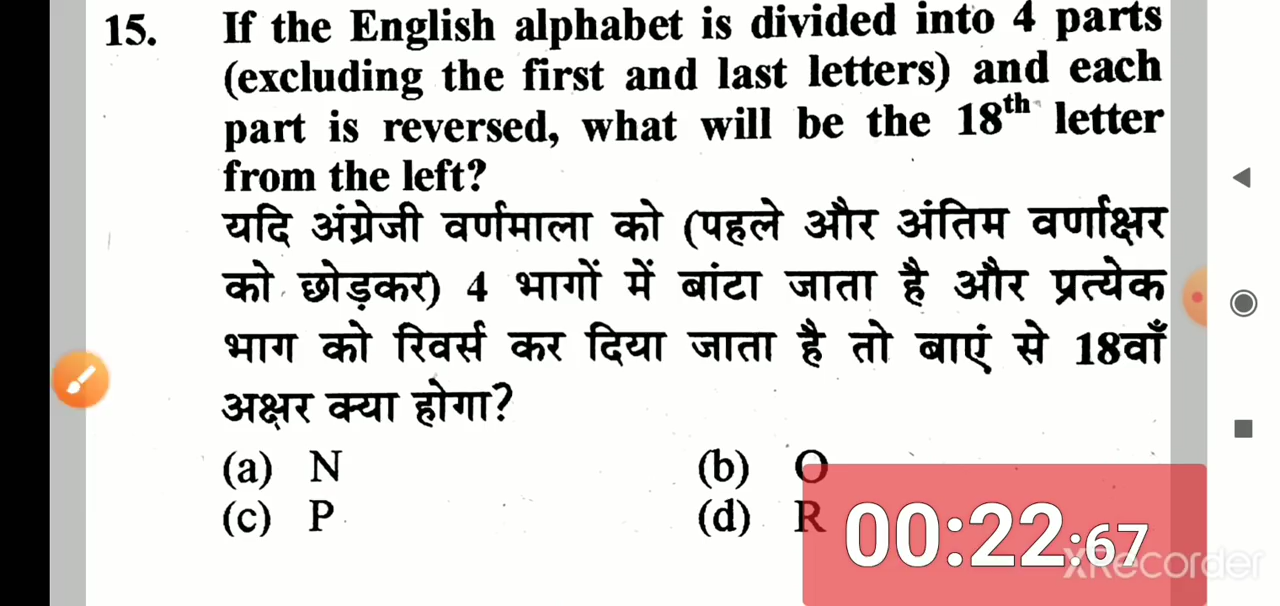 15. If the English alphabet is divided into 4 parts
(excluding the first and last letters) and each
part is reversed, what will be the 18th letter
from the left?
यदि अंग्रेजी वर्णमाला को (पहले और अंतिम वर्णाक्षर
को छोड़कर) 4 भागों में बांटा जाता है और प्रत्येक
भाग को रिवर्स कर दिया जाता है तो बाएं से 18वाँ
अक्षर क्या होगा?
(a) N (b) O
(c) P (d) R
00:22:67
XRecorder